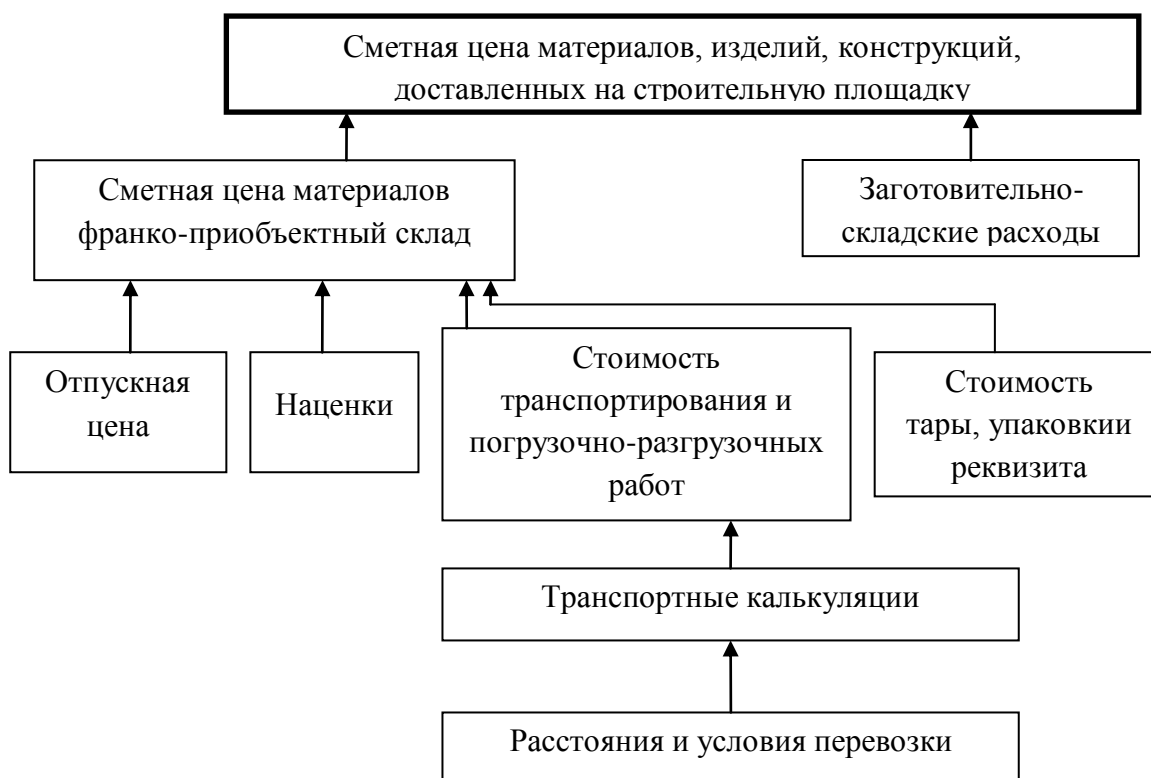 Сметная цена материалов, изделий, конструкций,
доставленных на строительную площадку
Сметная цена материалов
франко-приобъектный склад
Заготовительно-
складские расходы
Отпускная
цена
Наценки
Стоимость
транспортирования и
погрузочно-разгрузочных
работ
Стоимость
тары, упаковкии
реквизита
Транспортные калькуляции
Расстояния и условия перевозки